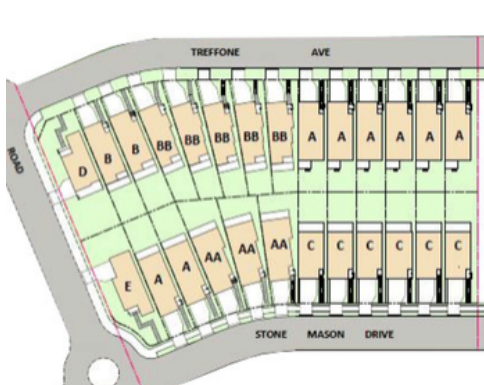 TREFFONE AVE
D B B BB BB BB BB BB A A A A A A
ROAD
E A A AA AA AA C C C C C C
STONE MASON DRIVE